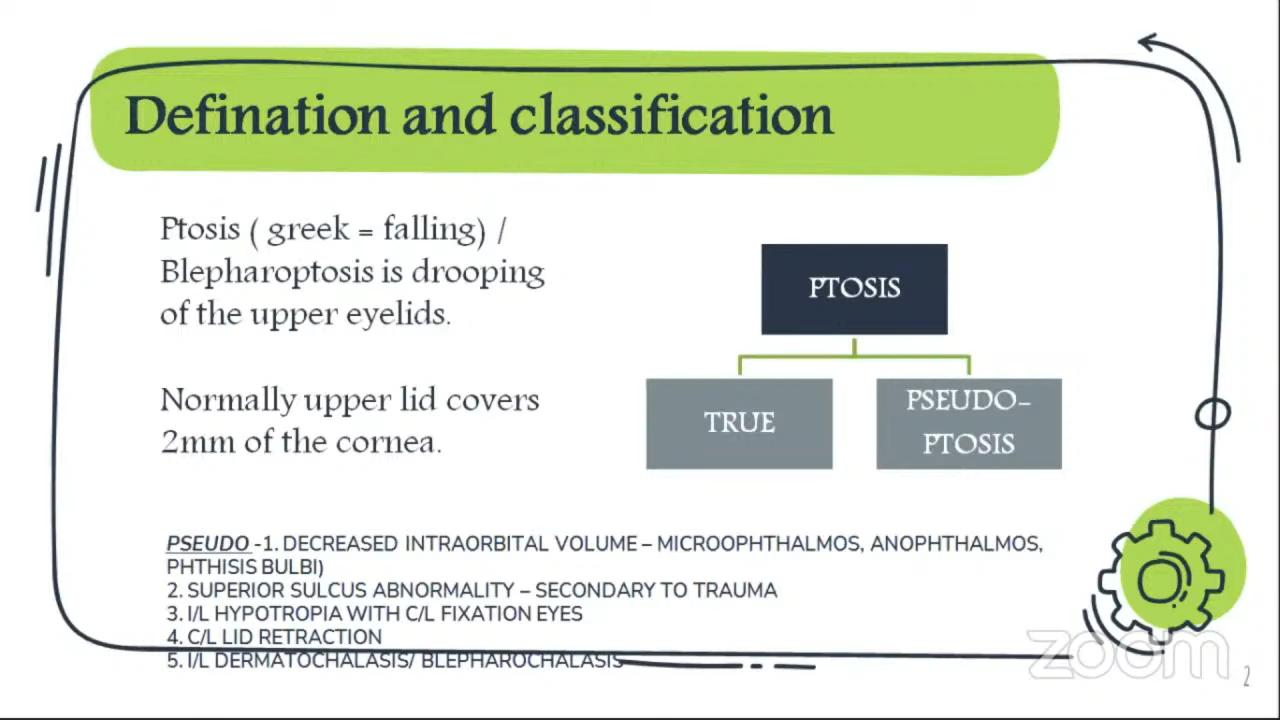 Defination and classification
Ptosis ( greek = falling) /
Blepharoptosis is drooping
of the upper eyelids.
Normally upper lid covers
2mm of the cornea.
PTOSIS
TRUE
PSEUDO-
PTOSIS
PSEUDO -1. DECREASED INTRAORBITAL VOLUME – MICROOPHTHALMOS, ANOPHTHALMOS,
PHTHISIS BULBI)
2. SUPERIOR SULCUS ABNORMALITY – SECONDARY TO TRAUMA
3. I/L HYPOTROPIA WITH C/L FIXATION EYES
4. C/L LID RETRACTION
5. I/L DERMATOCHALASIS/ BLEPHAROCHALASIS
zoom
2